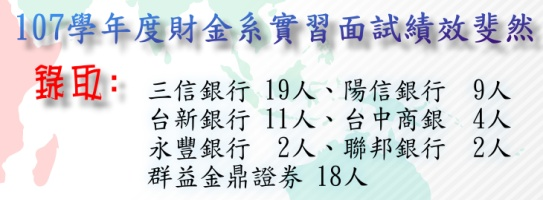 107學年度財金系實習面試績效斐然
錄取:
三信銀行 19人、陽信銀行 9人
台新銀行 11人、台中商銀 4人
永豐銀行 2人、聯邦銀行 2人
群益金鼎證券 18人